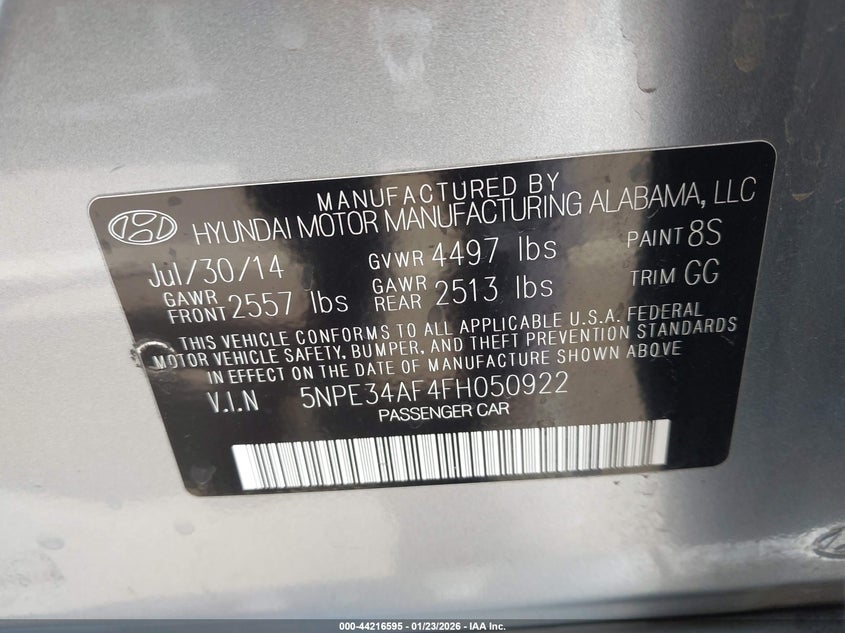 MANUFACTURED BY
HYUNDAI MOTOR MANUFACTURING ALABAMA, LLC
Jul/30/14 GVWR 4497 lbs PAINT 8S
GAWR FRONT 2557 lbs GAWR REAR 2513 lbs TRIM GG
THIS VEHICLE CONFORMS TO ALL APPLICABLE U.S.A. FEDERAL
MOTOR VEHICLE SAFETY, BUMPER, AND THEFT PREVENTION STANDARDS
IN EFFECT ON THE DATE OF MANUFACTURE SHOWN ABOVE
V.I.N 5NPE34AF4FH050922
PASSENGER CAR
000-44216595 - 01/23/2026 - IAA Inc.